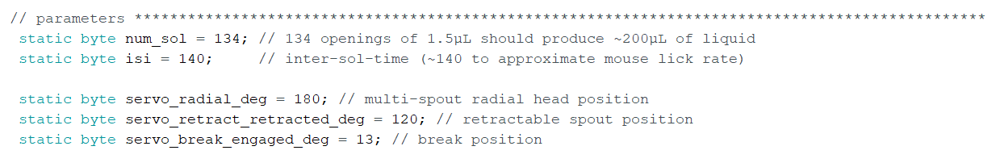 // parameters ************************************************************************************************
static byte num_sol = 134; // 134 openings of 1.5µL should produce ~200µL of liquid
static byte isi = 140;     // inter-sol-time (~140 to approximate mouse lick rate)
static byte servo_radial_deg = 180; // multi-spout radial head position
static byte servo_retract_retracted_deg = 120; // retractable spout position
static byte servo_break_engaged_deg = 13; // break position